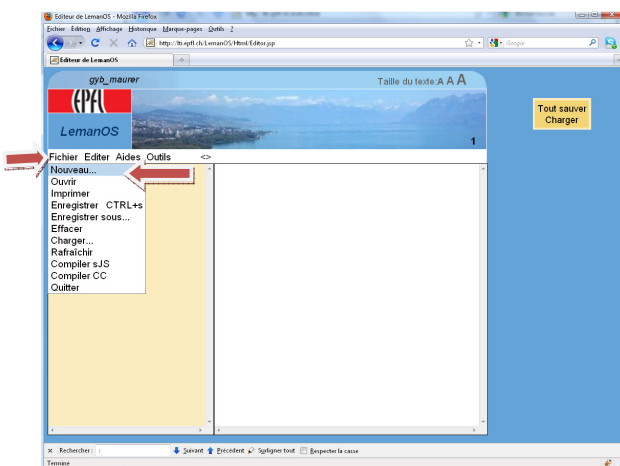 Editeur de LemanOS - Mozilla Firefox
Fichier Edition Affichage Historique Marque-pages Outils ?
http://lti.epfl.ch/LemanOS/Html/Editor.jsp
Google
Editeur de LemanOS
gyb_maurer
Taille du texte:A A A
EPFL
LemanOS
1
Tout sauver
Charger
Fichier Editer Aides Outils <>
Nouveau...
Ouvrir
Imprimer
Enregistrer CTRL+s
Enregistrer sous...
Effacer
Charger...
Rafraîchir
Compiler sJS
Compiler CC
Quitter
× Rechercher : Suivant Précédent Surligner tout Respecter la casse
Terminé